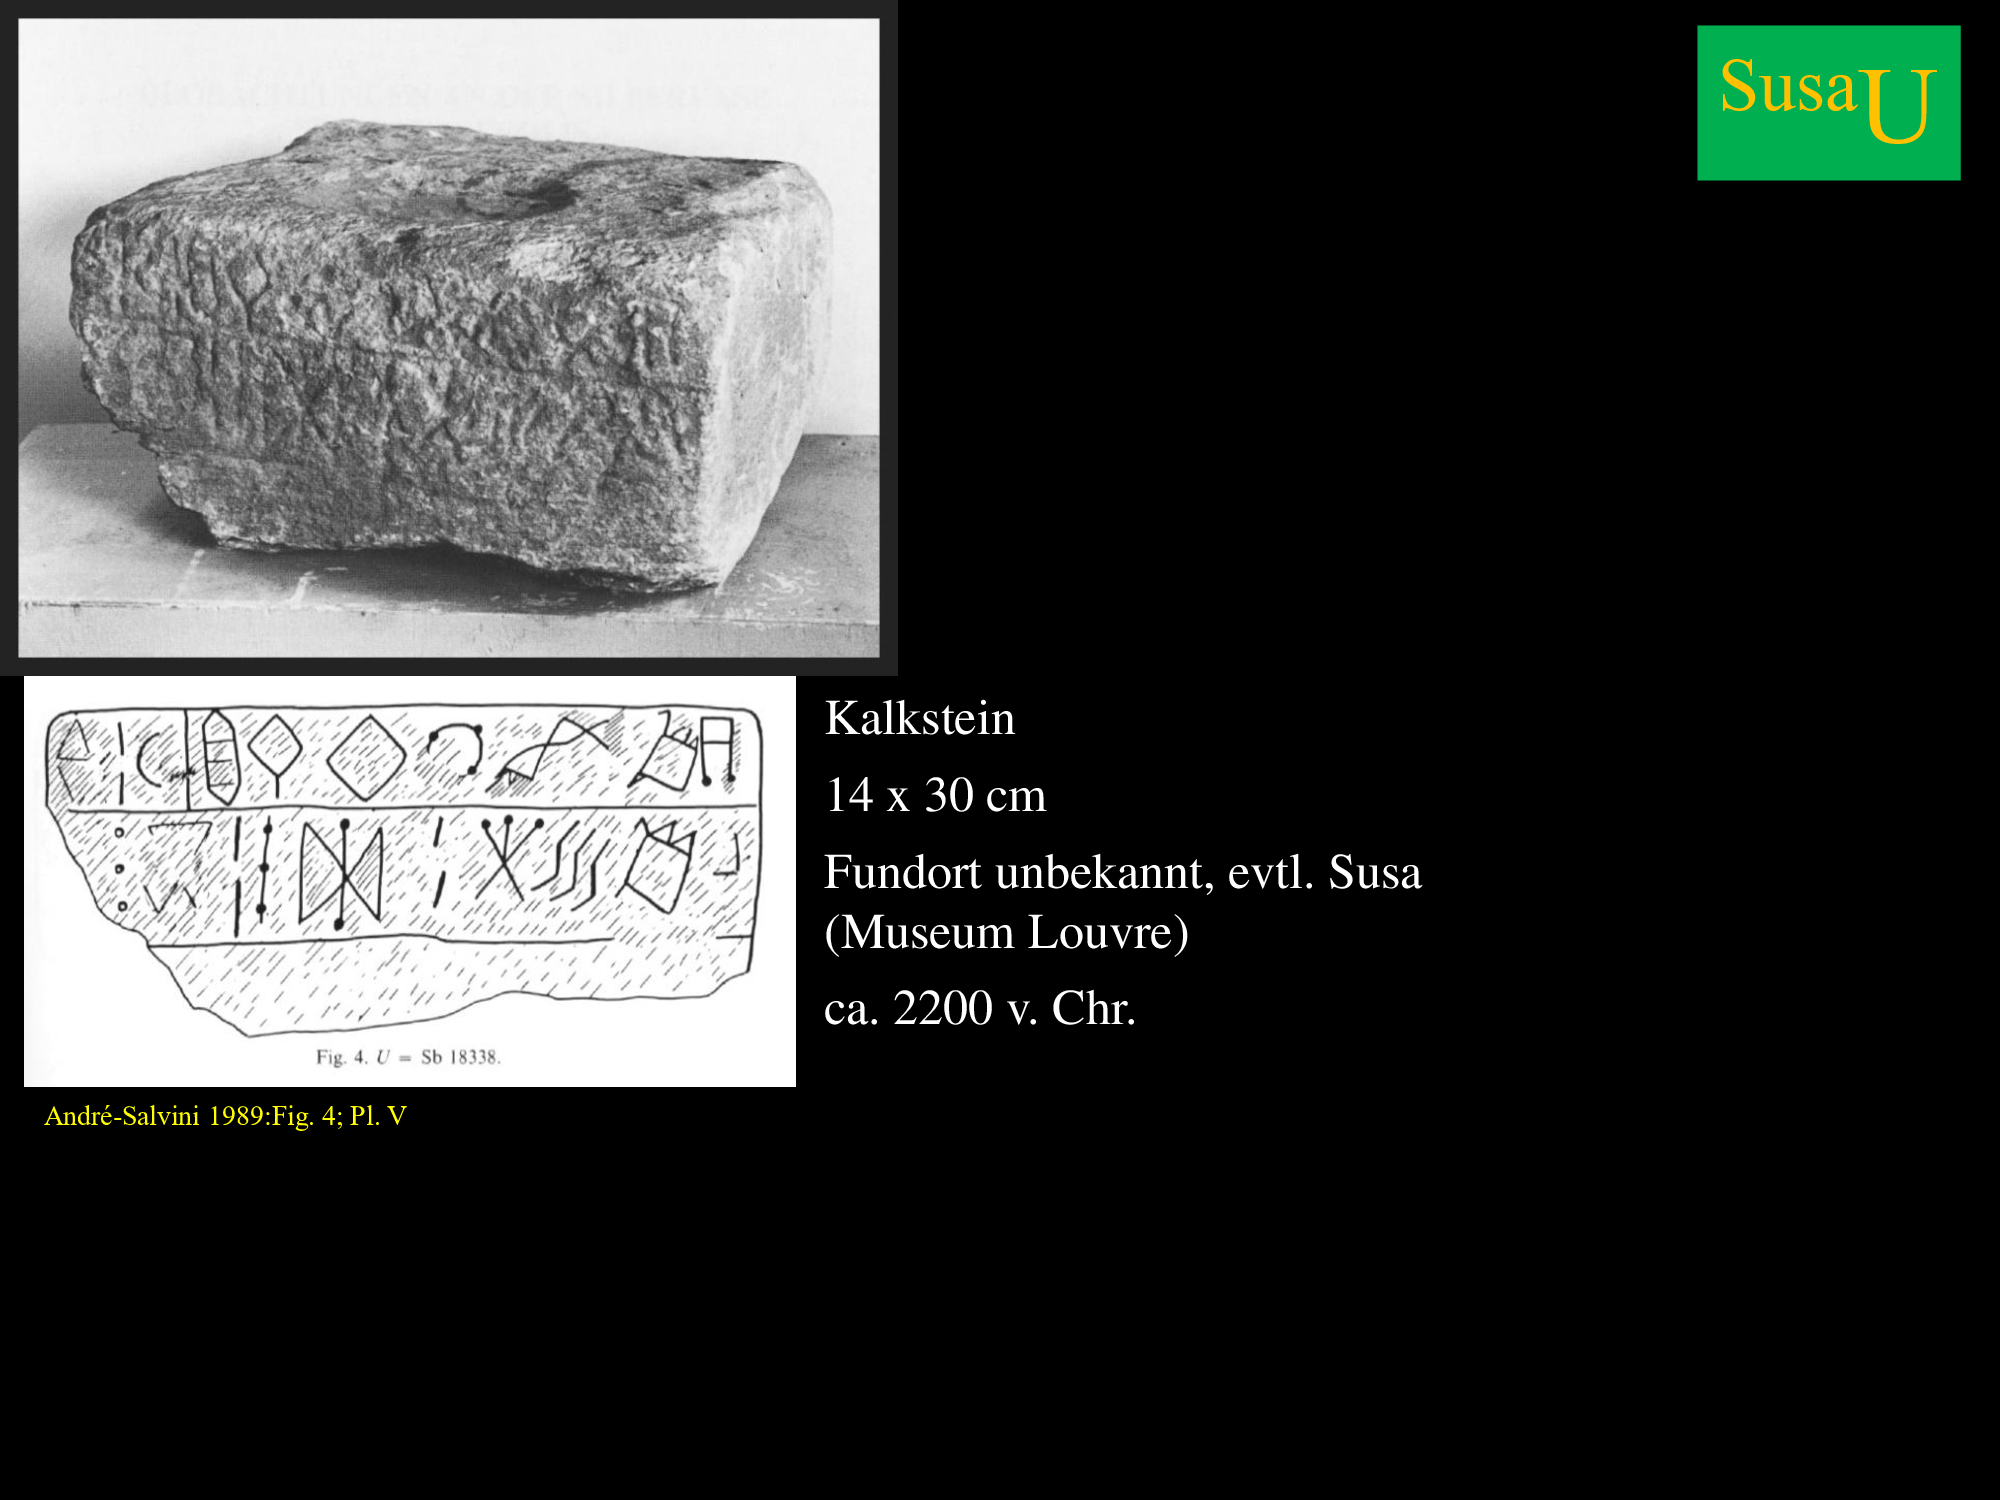 SusaU
Kalkstein
14 x 30 cm
Fundort unbekannt, evtl. Susa
(Museum Louvre)
ca. 2200 v. Chr.
Fig. 4. U = Sb 18338.
André-Salvini 1989:Fig. 4; Pl. V